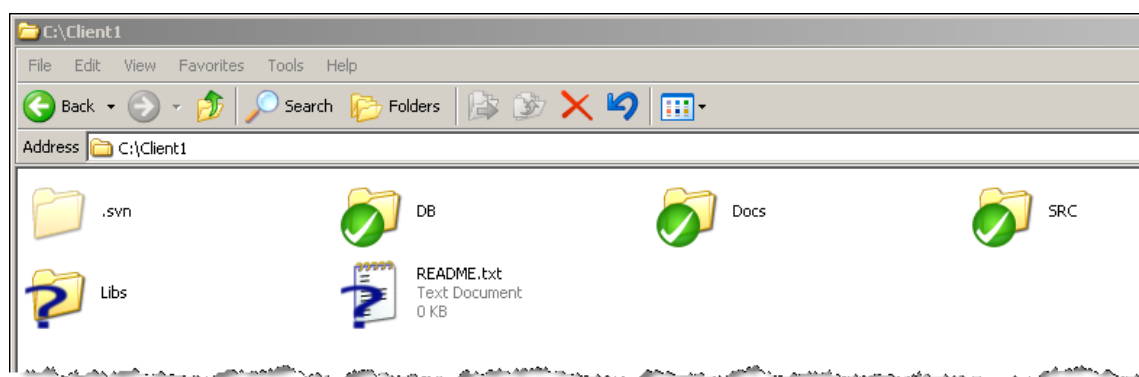 C:\Client1
File Edit View Favorites Tools Help
Back Search Folders
Address C:\Client1
.svn DB Docs SRC
Libs README.txt
Text Document
0 KB